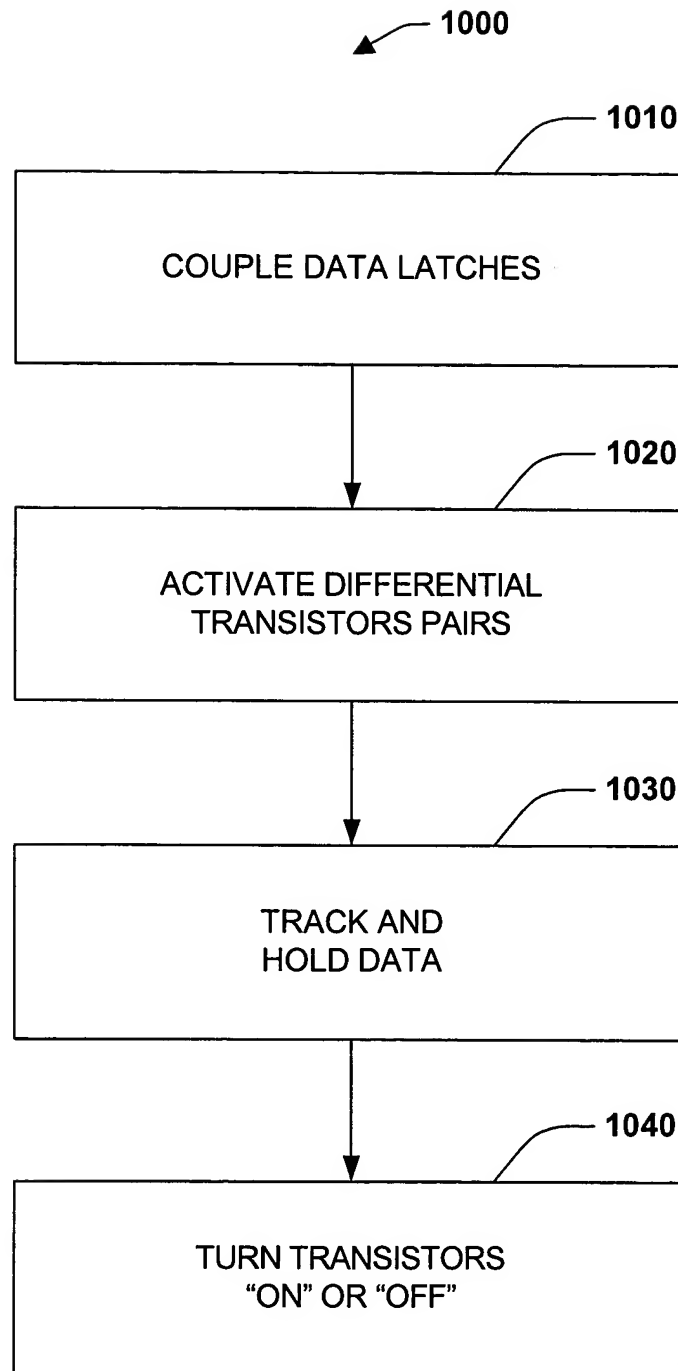 1000
1010
COUPLE DATA LATCHES
1020
ACTIVATE DIFFERENTIAL
TRANSISTORS PAIRS
1030
TRACK AND
HOLD DATA
1040
TURN TRANSISTORS
“ON” OR “OFF”